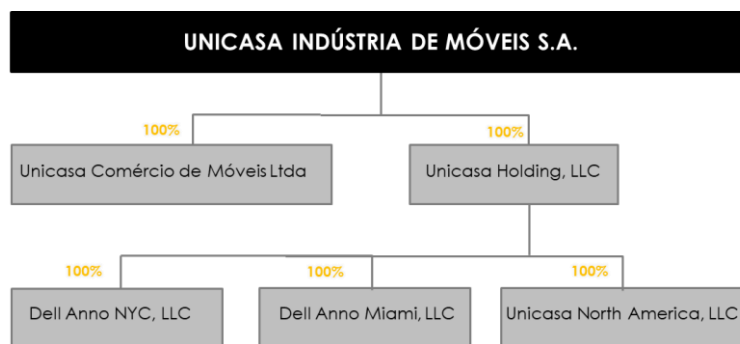 UNICASA INDÚSTRIA DE MÓVEIS S.A.
100%
100%
Unicasa Comércio de Móveis Ltda
Unicasa Holding, LLC
100%
100%
100%
Dell Anno NYC, LLC
Dell Anno Miami, LLC
Unicasa North America, LLC